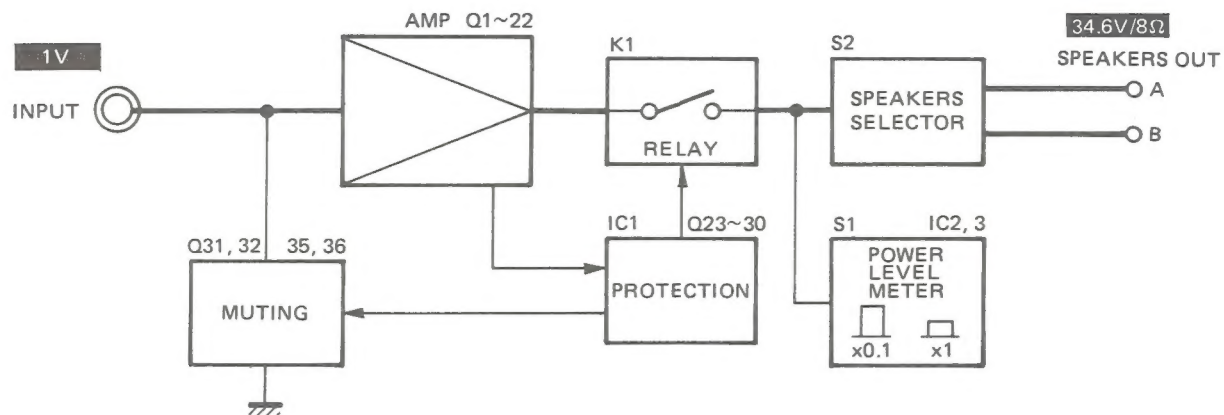 AMP Q1~22
1V
INPUT
K1
RELAY
S2
SPEAKERS
SELECTOR
34.6V/8Ω
SPEAKERS OUT
A
B
Q31, 32 35, 36
MUTING
IC1 Q23~30
PROTECTION
S1 IC2, 3
POWER
LEVEL
METER
x0.1 x1